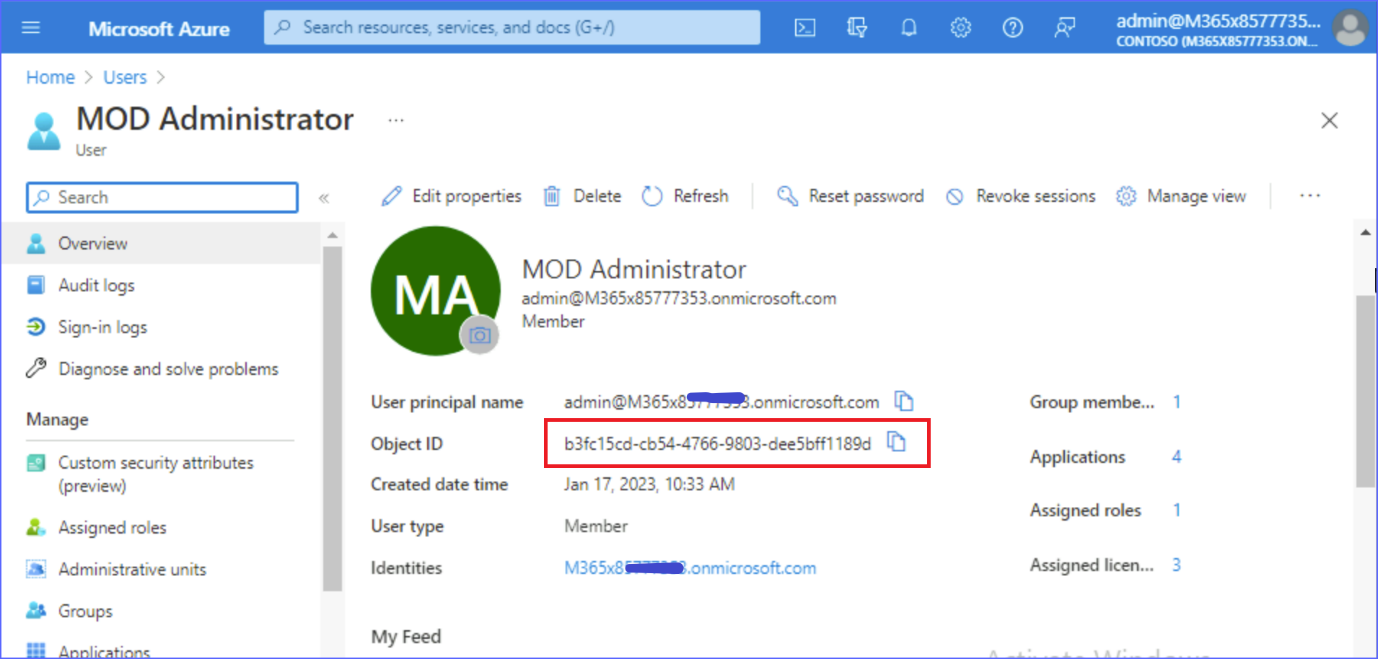 Microsoft Azure
Search resources, services, and docs (G+/)
admin@M365x8577735...
CONTOSO (M365X85777353.ON...
Home > Users >
MOD Administrator ...
User
Search «
Edit properties Delete Refresh Reset password Revoke sessions Manage view ...
Overview
Audit logs
Sign-in logs
Diagnose and solve problems
Manage
Custom security attributes
(preview)
Assigned roles
Administrative units
Groups
Applications
MA
MOD Administrator
admin@M365x85777353.onmicrosoft.com
Member
User principal name admin@M365x85777353.onmicrosoft.com
Object ID b3fc15cd-cb54-4766-9803-dee5bff1189d
Created date time Jan 17, 2023, 10:33 AM
User type Member
Identities .onmicrosoft.com
Group membe... 1
Applications 4
Assigned roles 1
Assigned licen... 3
My Feed
Activate Windows